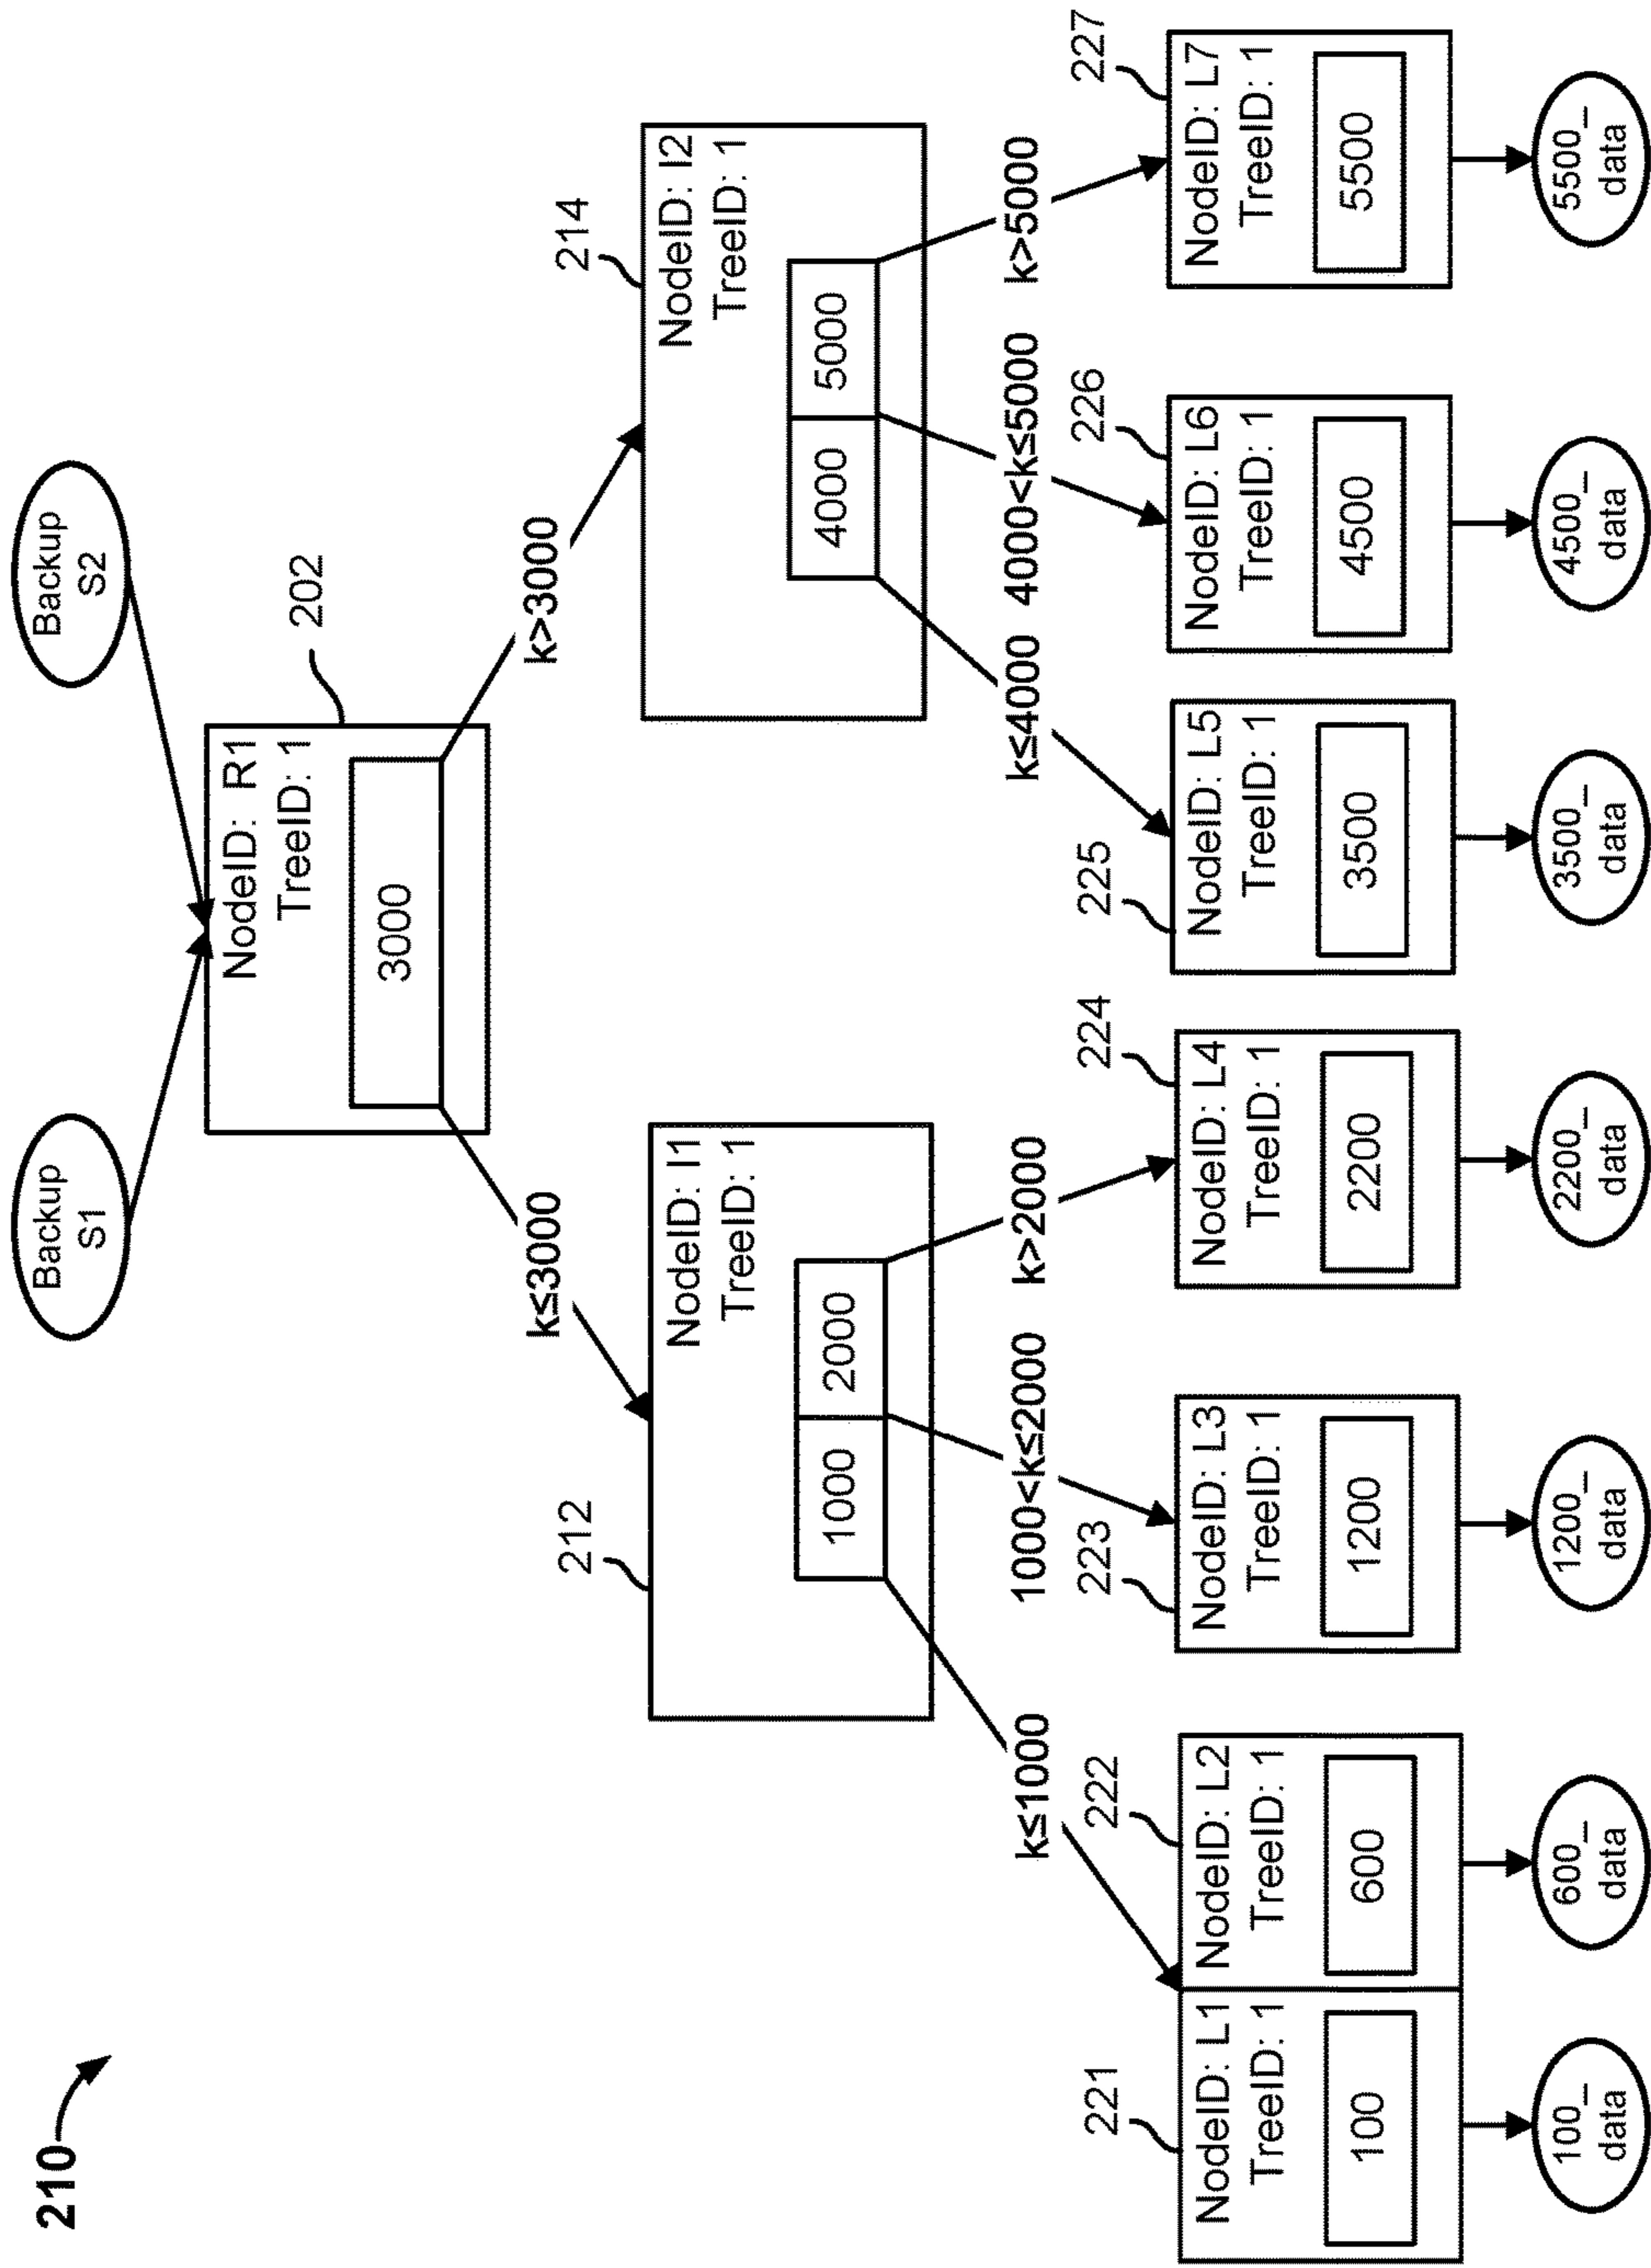 210
Backup
S1
Backup
S2
202
NodeID: R1
TreeID: 1
3000
k≤3000
k>3000
212
NodeID: I1
TreeID: 1
1000
2000
214
NodeID: I2
TreeID: 1
4000
5000
k≤1000
1000<k≤2000
k>2000
k≤4000
4000<k≤5000
k>5000
221
NodeID: L1
TreeID: 1
100
222
NodeID: L2
TreeID: 1
600
223
NodeID: L3
TreeID: 1
1200
224
NodeID: L4
TreeID: 1
2200
225
NodeID: L5
TreeID: 1
3500
226
NodeID: L6
TreeID: 1
4500
227
NodeID: L7
TreeID: 1
5500
100_
data
600_
data
1200_
data
2200_
data
3500_
data
4500_
data
5500_
data